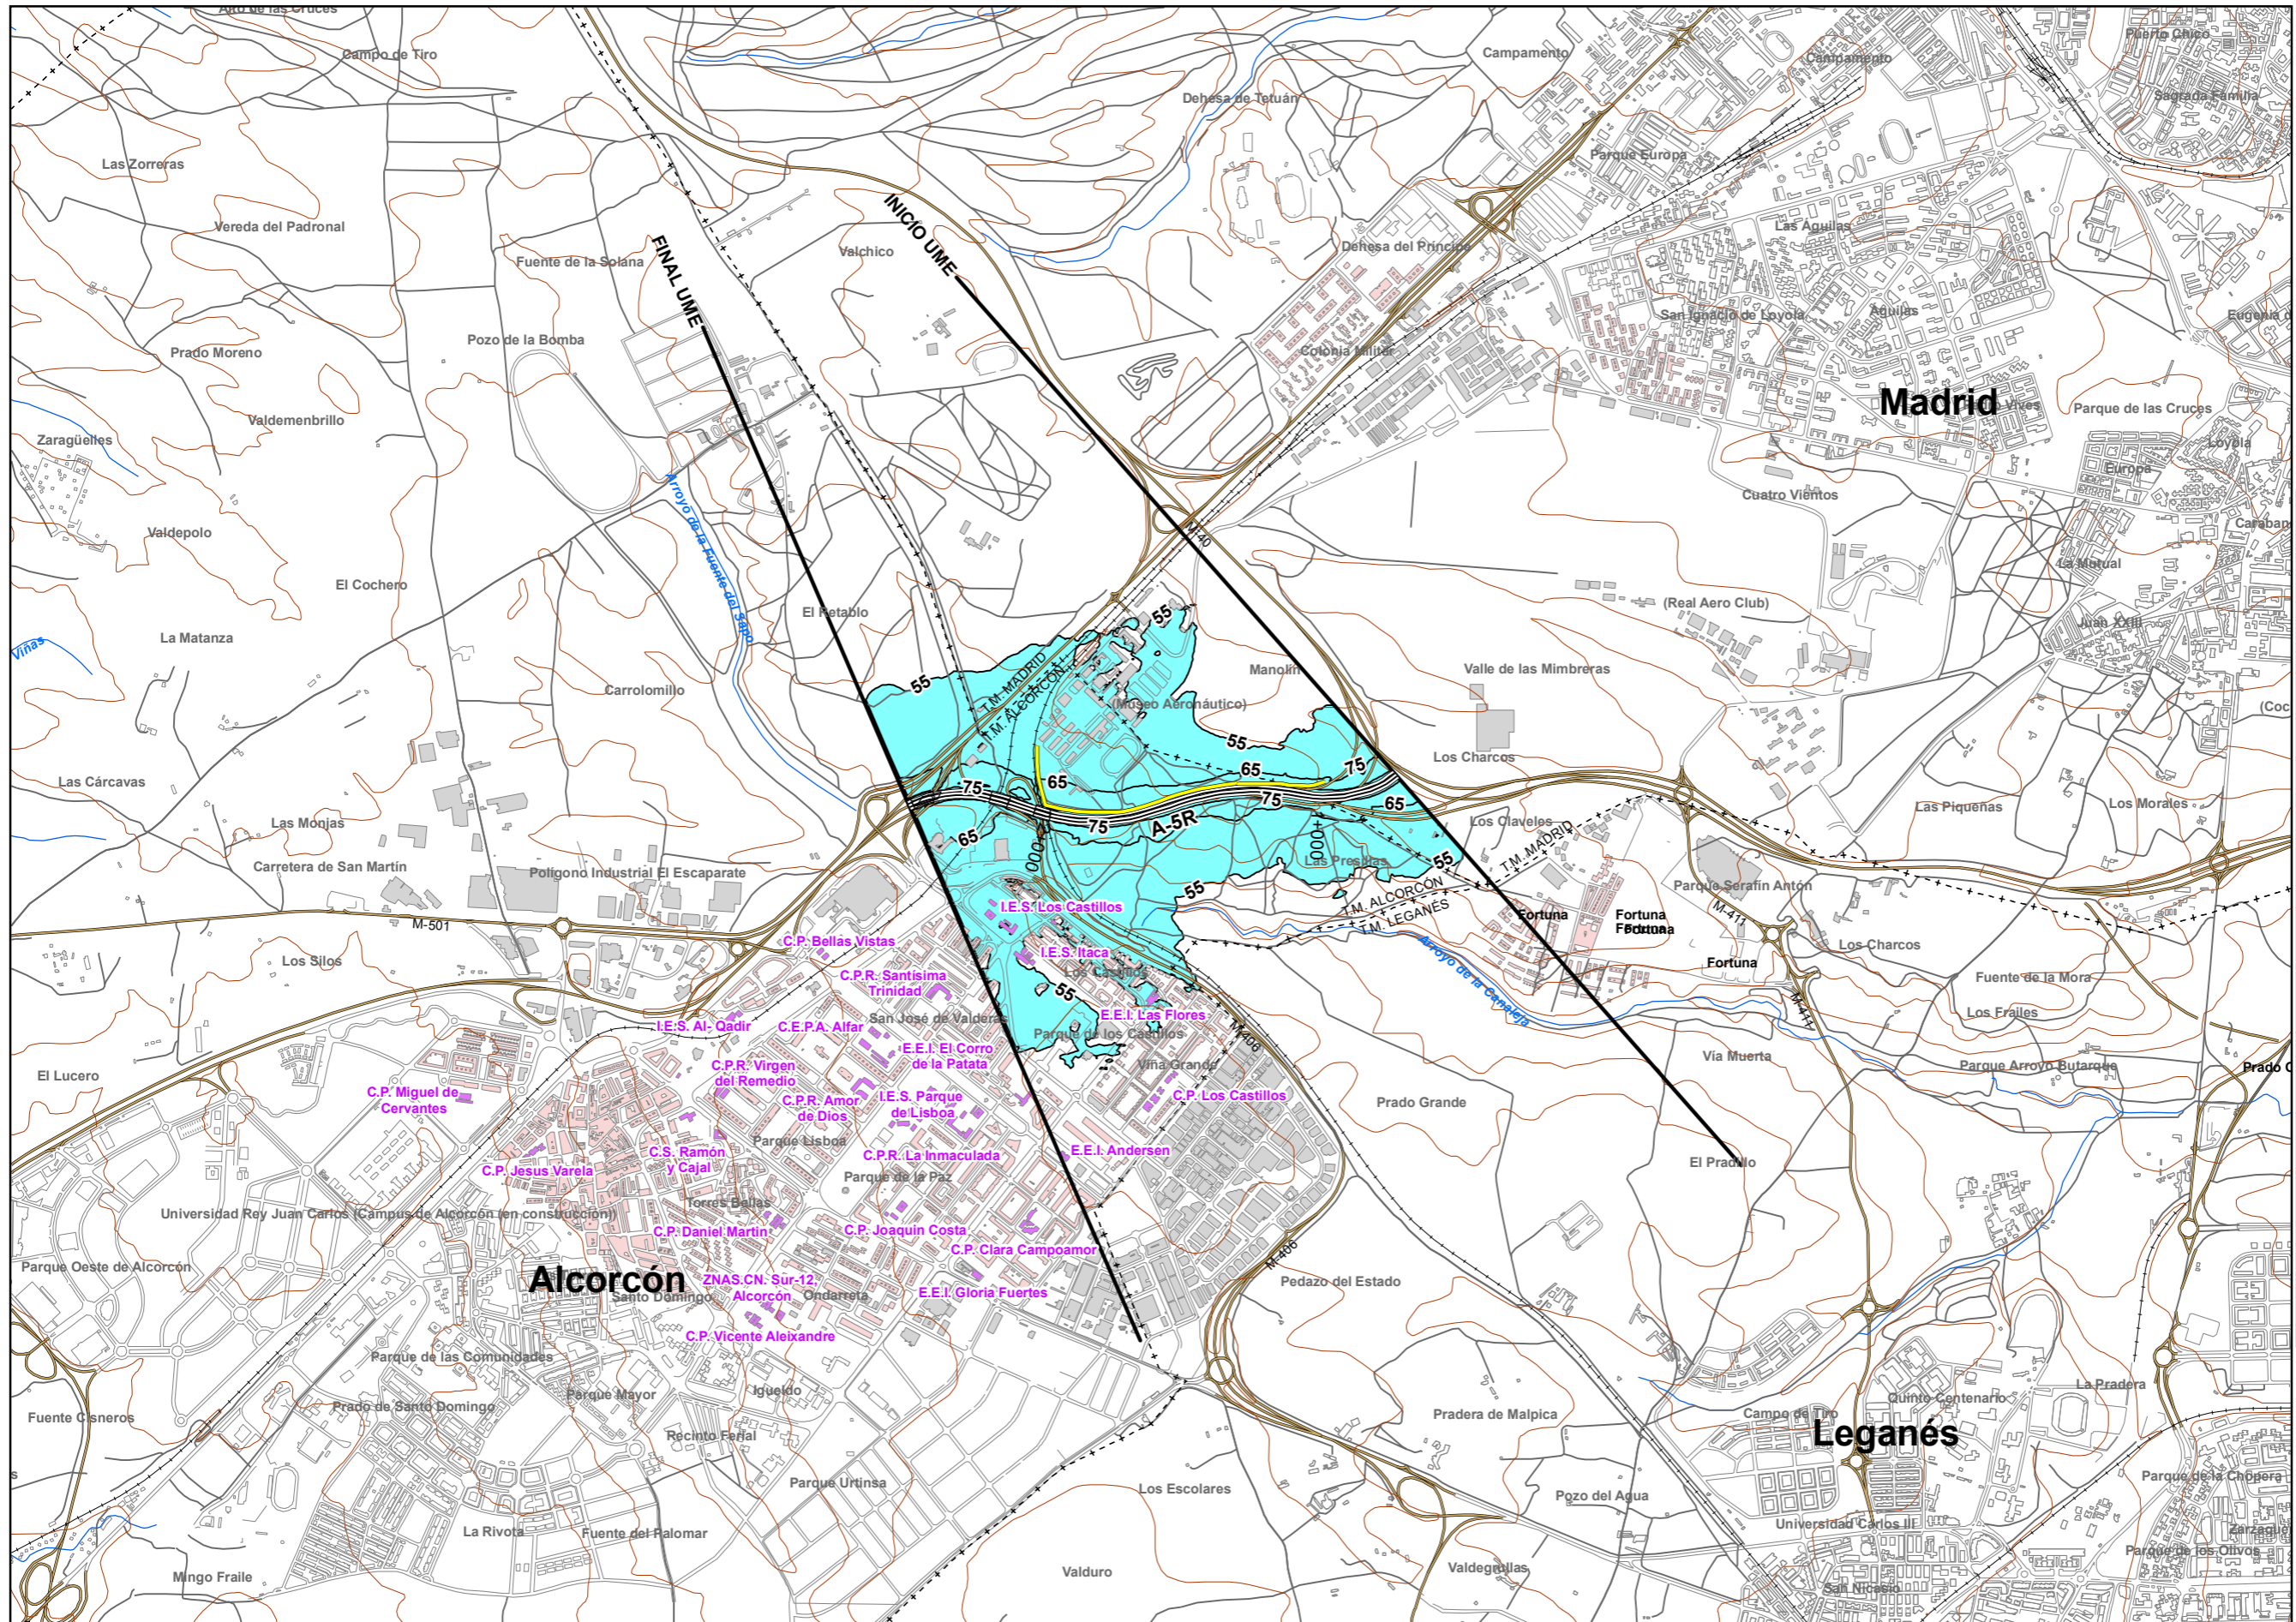 Alto de las Cruces
Campo de Tiro
Campamento
Campamento
Puerto Chico
Sagrada Familia
Dehesa de Tetuán
Las Zorreras
Parque Europa
Vereda del Padronal
INICIO UME
FINAL UME
Fuente de la Solana
Valchico
Dehesa del Príncipe
Las Aguilas
San Ignacio de Loyola
Aguilas
Pozo de la Bomba
Prado Moreno
Colonia Militar
Madrid
Parque de las Cruces
Valdemenbrillo
Zaragüelles
Loyola
Europa
Cuatro Vientos
Arroyo de la Fuente del Sapo
Valdepolo
M-40
La Mutual
El Cochero
El Retablo
55
(Real Aero Club)
Juan XXIII
La Matanza
Viñas
T.M. MADRID
T.M. ALCORCÓN
Manolín
Valle de las Mimbreras
Carrolomillo
55
(Museo Aeronáutico)
(Coc
55
Los Charcos
Las Cárcavas
75
65
65
75
75
65
Las Piqueñas
Los Morales
Las Monjas
75
A-5R
Los Claveles
65
+000
000
T.M. MADRID
Carretera de San Martín
Polígono Industrial El Escaparate
Las Presillas
55
Parque Serafín Antón
55
T.M. ALCORCÓN
T.M. LEGANÉS
M-501
I.E.S. Los Castillos
Fortuna
Fortuna
Fortuna
M-411
C.P. Bellas Vistas
Los Charcos
Los Silos
I.E.S. Itaca
Los Castillos
Fortuna
C.P.R. Santísima
Trinidad
Arroyo de la Canaleja
Fuente de la Mora
55
San José de Valderas
E.E.I. Las Flores
M-411
Los Frailes
I.E.S. Al- Qadir
C.E.P.A. Alfar
Parque de los Castillos
M-406
E.E.I. El Corro
de la Patata
Vía Muerta
El Lucero
C.P.R. Virgen
del Remedio
Viña Grande
Parque Arroyo Butarque
C.P. Miguel de
Cervantes
C.P.R. Amor
de Dios
I.E.S. Parque
de Lisboa
C.P. Los Castillos
Prado Grande
Parque Lisboa
C.S. Ramón
y Cajal
C.P.R. La Inmaculada
E.E.I. Andersen
El Pradillo
C.P. Jesus Varela
Parque de la Paz
Torres Bellas
Universidad Rey Juan Carlos (Campus de Alcorcón (en construcción))
C.P. Daniel Martin
C.P. Joaquin Costa
C.P. Clara Campoamor
M-406
Parque Oeste de Alcorcón
Alcorcón
ZNAS.CN. Sur-12,
Alcorcón
Pedazo del Estado
Santo Domingo
Ondarreta
E.E.I. Gloria Fuertes
C.P. Vicente Aleixandre
Parque de las Comunidades
Parque Mayor
Igueldo
Quinto Centenario
La Pradera
Fuente Cisneros
Prado de Santo Domingo
Pradera de Malpica
Campo de Tiro
Recinto Ferial
Leganés
Parque Urtinsa
Los Escolares
Parque de la Chopera
Pozo del Agua
La Rivota
Fuente del Palomar
Universidad Carlos III
Parque de los Olivos
Mingo Fraile
Valduro
Valdegrullas
San Nicasio